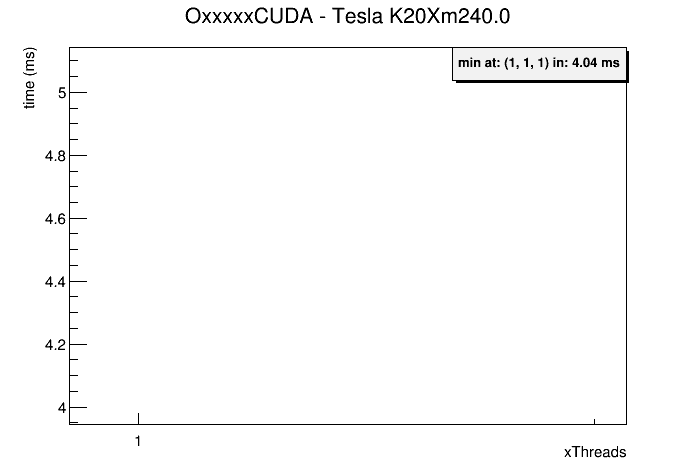 OxxxxxCUDA - Tesla K20Xm240.0
time (ms)
min at: (1, 1, 1) in: 4.04 ms
5
4.8
4.6
4.4
4.2
4
1
xThreads